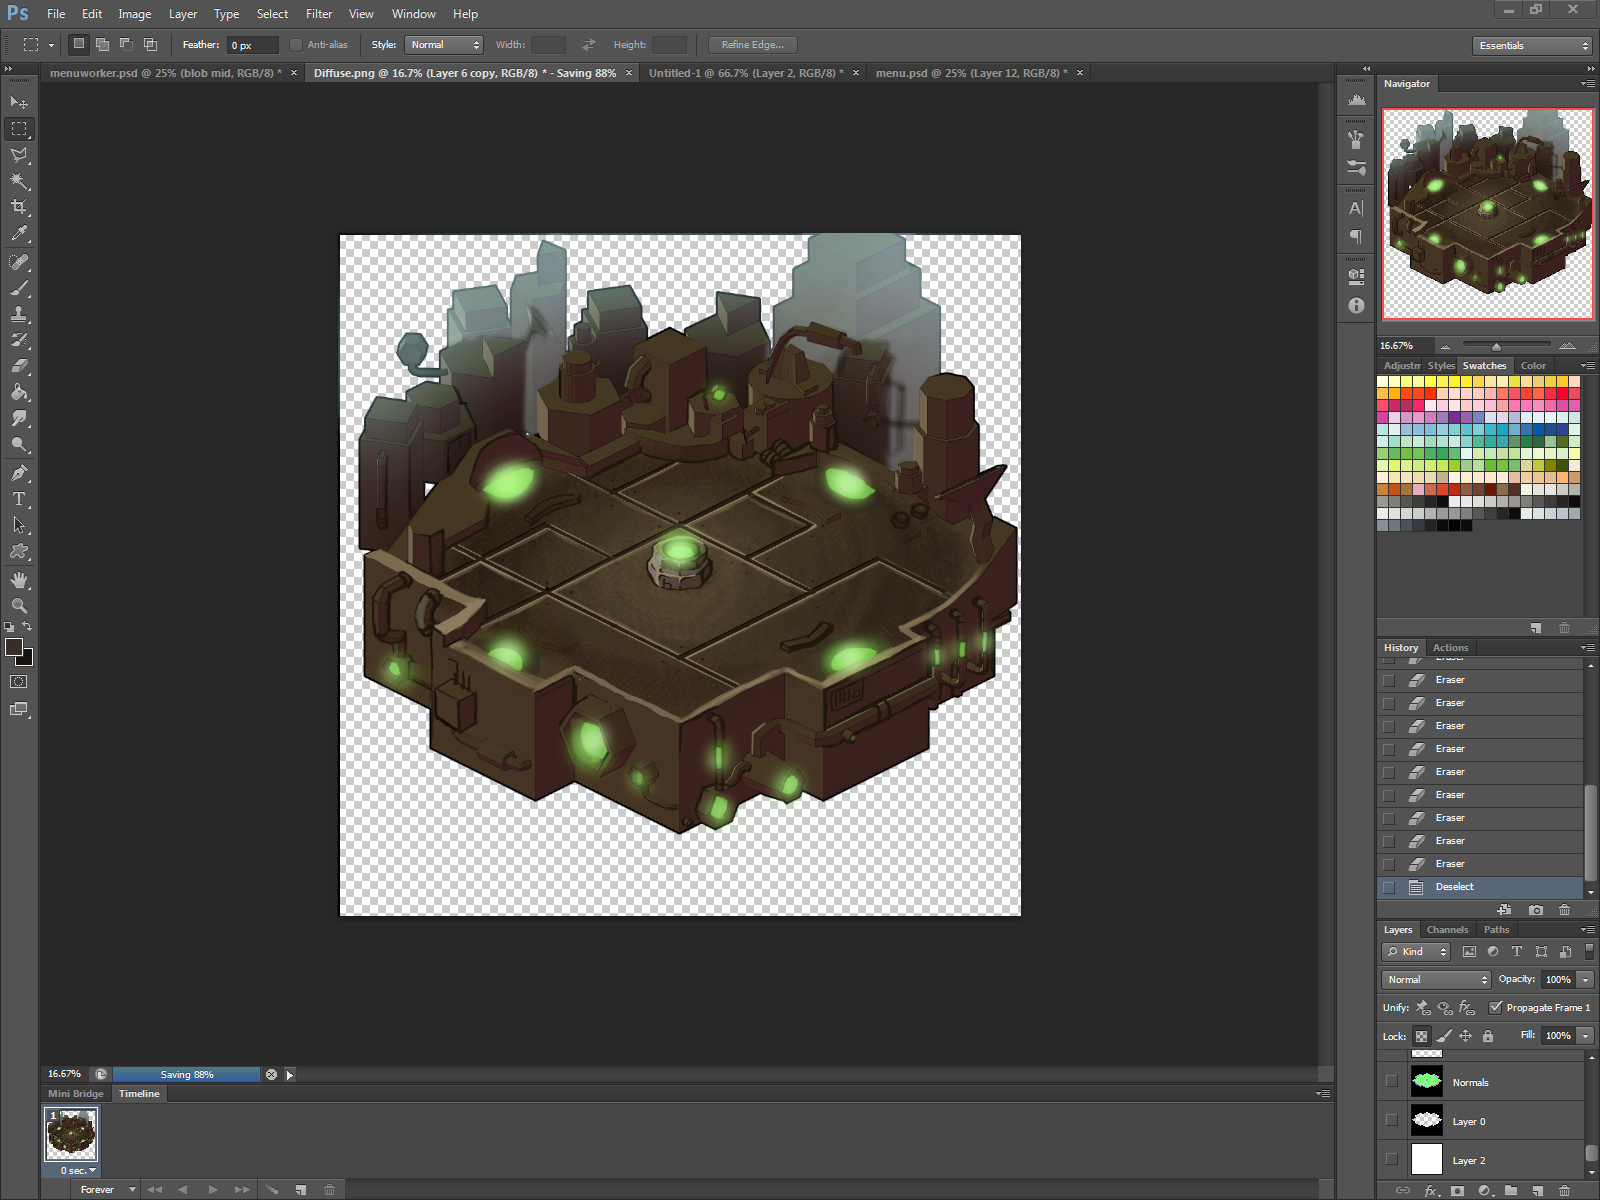 Ps File Edit Image Layer Type Select Filter View Window Help
Feather: 0 px Anti-alias Style: Normal Width: Height: Refine Edge... Essentials
menuworker.psd @ 25% (blob mid, RGB/8) * × Diffuse.png @ 16.7% (Layer 6 copy, RGB/8) * - Saving 88% × Untitled-1 @ 66.7% (Layer 2, RGB/8) * × menu.psd @ 25% (Layer 12, RGB/8) * ×
Navigator
16.67%
Adjustm Styles Swatches Color
History Actions
Eraser
Eraser
Eraser
Eraser
Eraser
Eraser
Eraser
Eraser
Eraser
Eraser
Deselect
Layers Channels Paths
Kind
Normal Opacity: 100%
Unify: Propagate Frame 1
Lock: Fill: 100%
Normals
Layer 0
Layer 2
16.67% Saving 88%
Mini Bridge Timeline
1
0 sec.
Forever